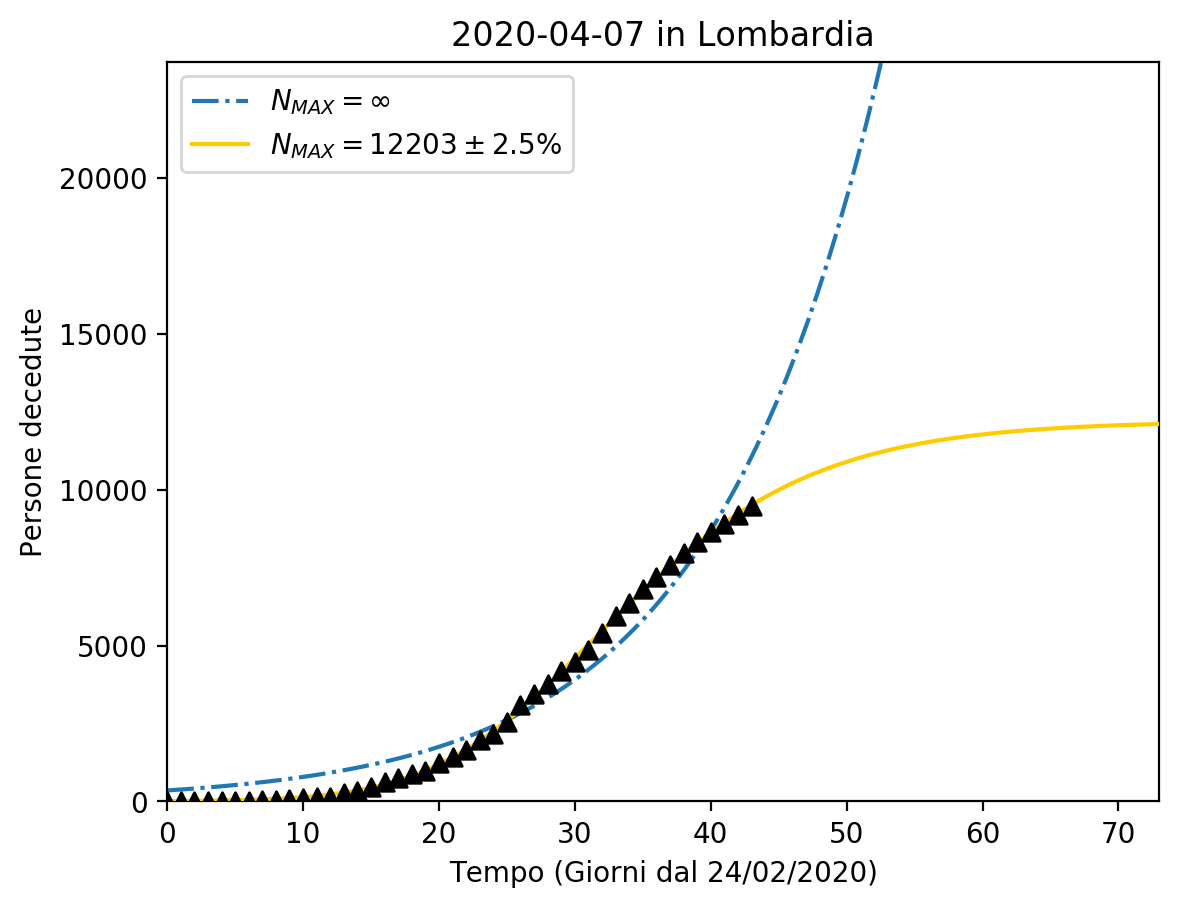 2020-04-07 in Lombardia
N_MAX = ∞
N_MAX = 12203 ± 2.5%
Persone decedute
20000
15000
10000
5000
0
0 10 20 30 40 50 60 70
Tempo (Giorni dal 24/02/2020)